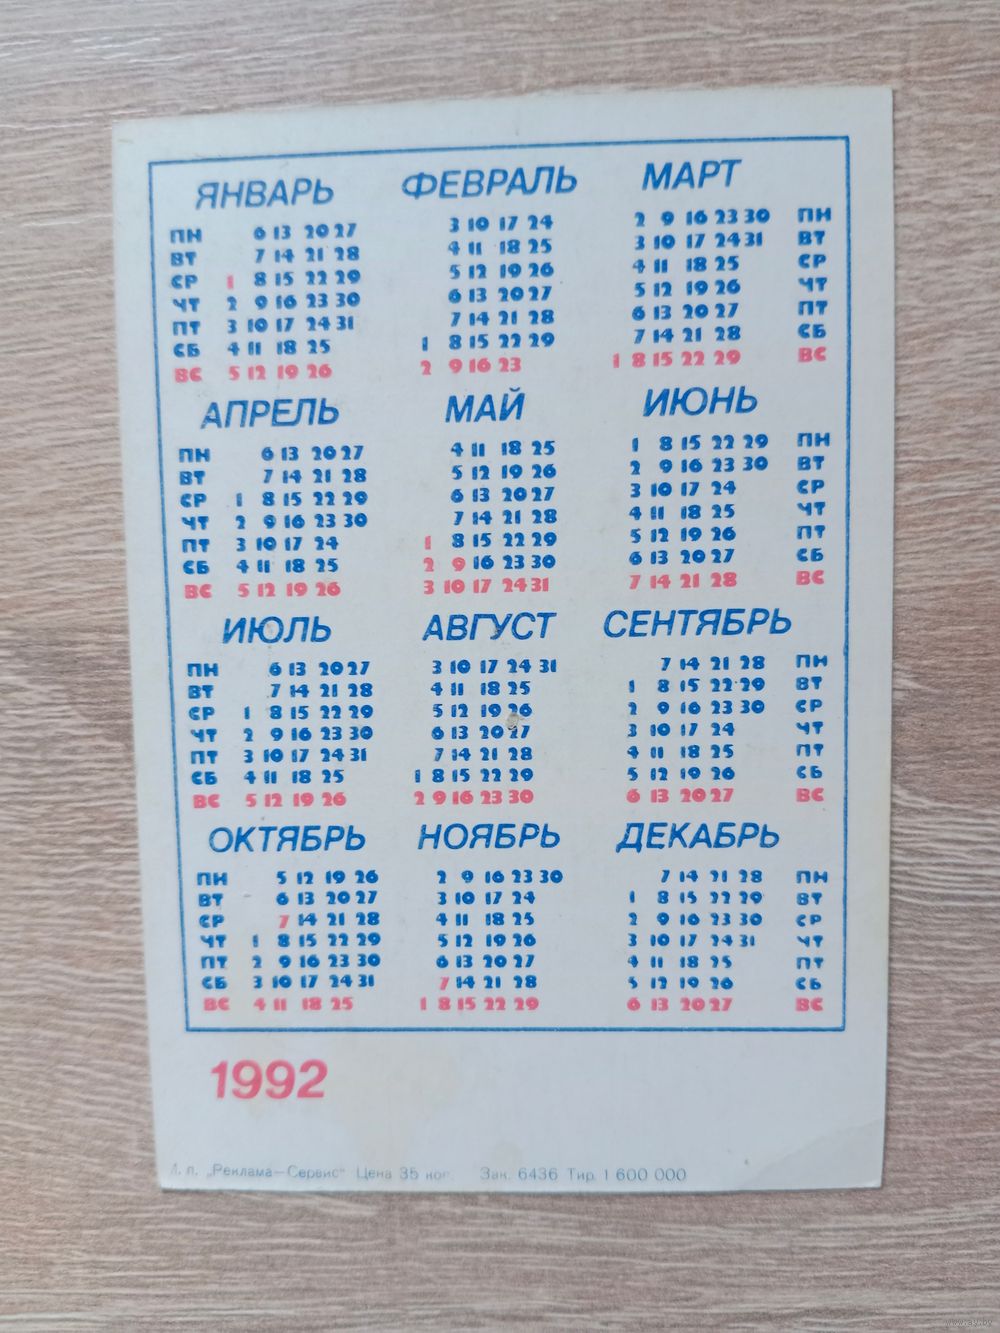 ЯНВАРЬ ФЕВРАЛЬ МАРТ
ПН 6 13 20 27 3 10 17 24 2 9 16 23 30 ПН
ВТ 7 14 21 28 4 11 18 25 3 10 17 24 31 ВТ
СР 1 8 15 22 29 5 12 19 26 4 11 18 25 СР
ЧТ 2 9 16 23 30 6 13 20 27 5 12 19 26 ЧТ
ПТ 3 10 17 24 31 7 14 21 28 6 13 20 27 ПТ
СБ 4 11 18 25 1 8 15 22 29 7 14 21 28 СБ
ВС 5 12 19 26 2 9 16 23 1 8 15 22 29 ВС
АПРЕЛЬ МАЙ ИЮНЬ
ПН 6 13 20 27 4 11 18 25 1 8 15 22 29 ПН
ВТ 7 14 21 28 5 12 19 26 2 9 16 23 30 ВТ
СР 1 8 15 22 29 6 13 20 27 3 10 17 24 СР
ЧТ 2 9 16 23 30 7 14 21 28 4 11 18 25 ЧТ
ПТ 3 10 17 24 1 8 15 22 29 5 12 19 26 ПТ
СБ 4 11 18 25 2 9 16 23 30 6 13 20 27 СБ
ВС 5 12 19 26 3 10 17 24 31 7 14 21 28 ВС
ИЮЛЬ АВГУСТ СЕНТЯБРЬ
ПН 6 13 20 27 3 10 17 24 31 7 14 21 28 ПН
ВТ 7 14 21 28 4 11 18 25 1 8 15 22 29 ВТ
СР 1 8 15 22 29 5 12 19 26 2 9 16 23 30 СР
ЧТ 2 9 16 23 30 6 13 20 27 3 10 17 24 ЧТ
ПТ 3 10 17 24 31 7 14 21 28 4 11 18 25 ПТ
СБ 4 11 18 25 1 8 15 22 29 5 12 19 26 СБ
ВС 5 12 19 26 2 9 16 23 30 6 13 20 27 ВС
ОКТЯБРЬ НОЯБРЬ ДЕКАБРЬ
ПН 5 12 19 26 2 9 16 23 30 7 14 21 28 ПН
ВТ 6 13 20 27 3 10 17 24 1 8 15 22 29 ВТ
СР 7 14 21 28 4 11 18 25 2 9 16 23 30 СР
ЧТ 1 8 15 22 29 5 12 19 26 3 10 17 24 31 ЧТ
ПТ 2 9 16 23 30 6 13 20 27 4 11 18 25 ПТ
СБ 3 10 17 24 31 7 14 21 28 5 12 19 26 СБ
ВС 4 11 18 25 1 8 15 22 29 6 13 20 27 ВС
1992
п. „Реклама—Сервис" Цена 35 коп. Зак. 6436 Тир. 1 600 000